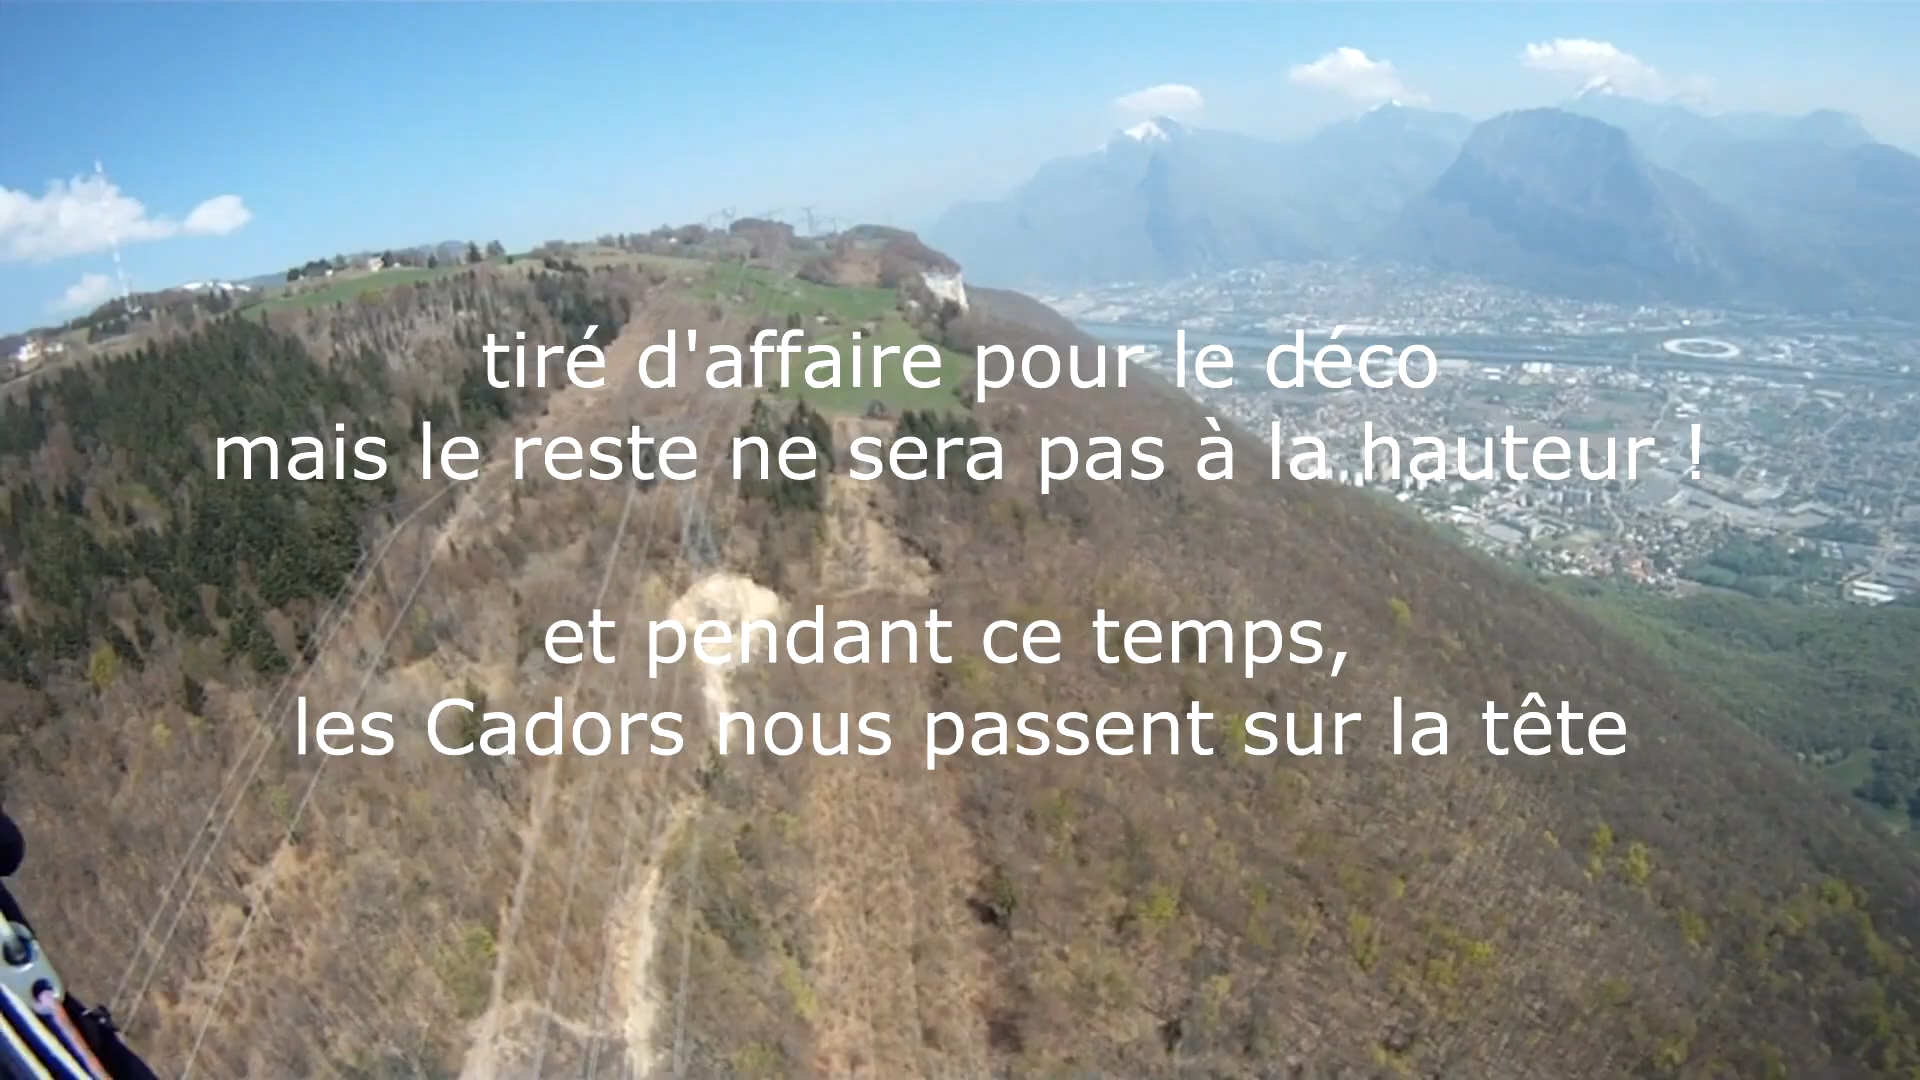 tiré d'affaire pour le déco
mais le reste ne sera pas à la hauteur !
et pendant ce temps,
les Cadors nous passent sur la tête